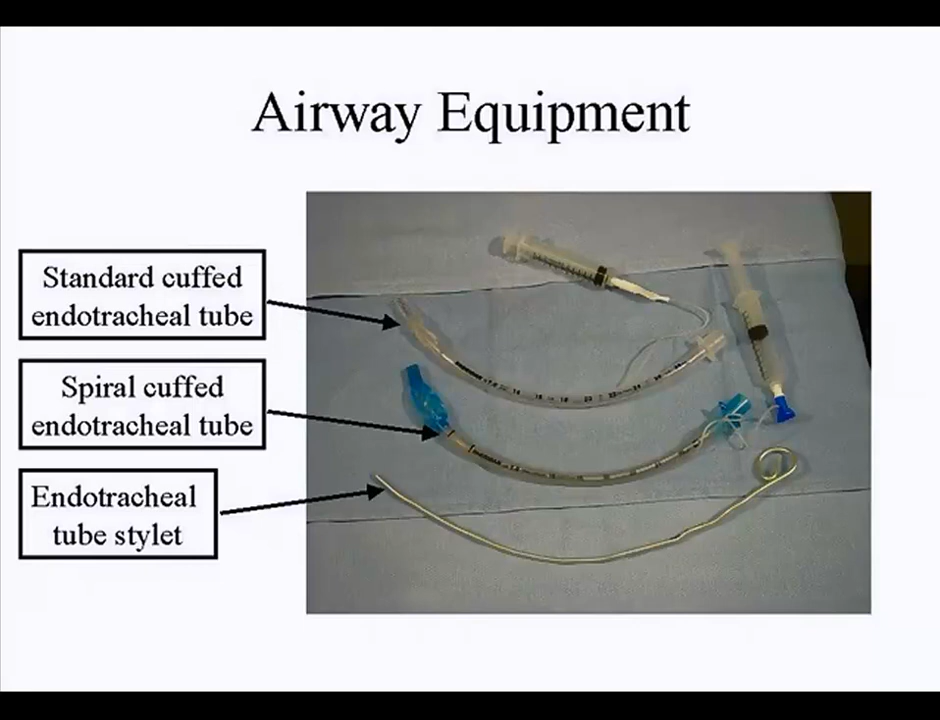 Airway Equipment
Standard cuffed
endotracheal tube
Spiral cuffed
endotracheal tube
Endotracheal
tube stylet